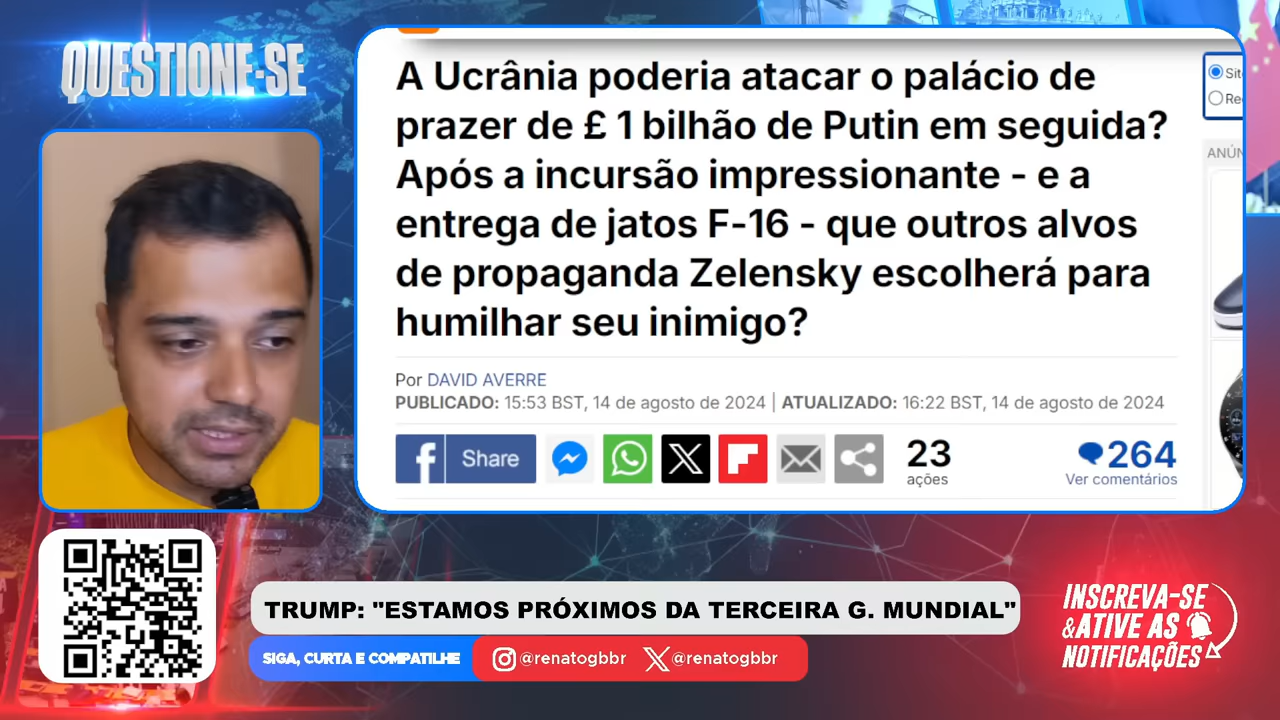 QUESTIONE-SE
A Ucrânia poderia atacar o palácio de
prazer de £ 1 bilhão de Putin em seguida?
Após a incursão impressionante - e a
entrega de jatos F-16 - que outros alvos
de propaganda Zelensky escolherá para
humilhar seu inimigo?
Por DAVID AVERRE
PUBLICADO: 15:53 BST, 14 de agosto de 2024 | ATUALIZADO: 16:22 BST, 14 de agosto de 2024
f Share
23
ações
264
Ver comentários
Sit
Re
ANÚN
TRUMP: "ESTAMOS PRÓXIMOS DA TERCEIRA G. MUNDIAL"
SIGA, CURTA E COMPATILHE
@renatogbbr
@renatogbbr
INSCREVA-SE
&ATIVE AS
NOTIFICAÇÕES